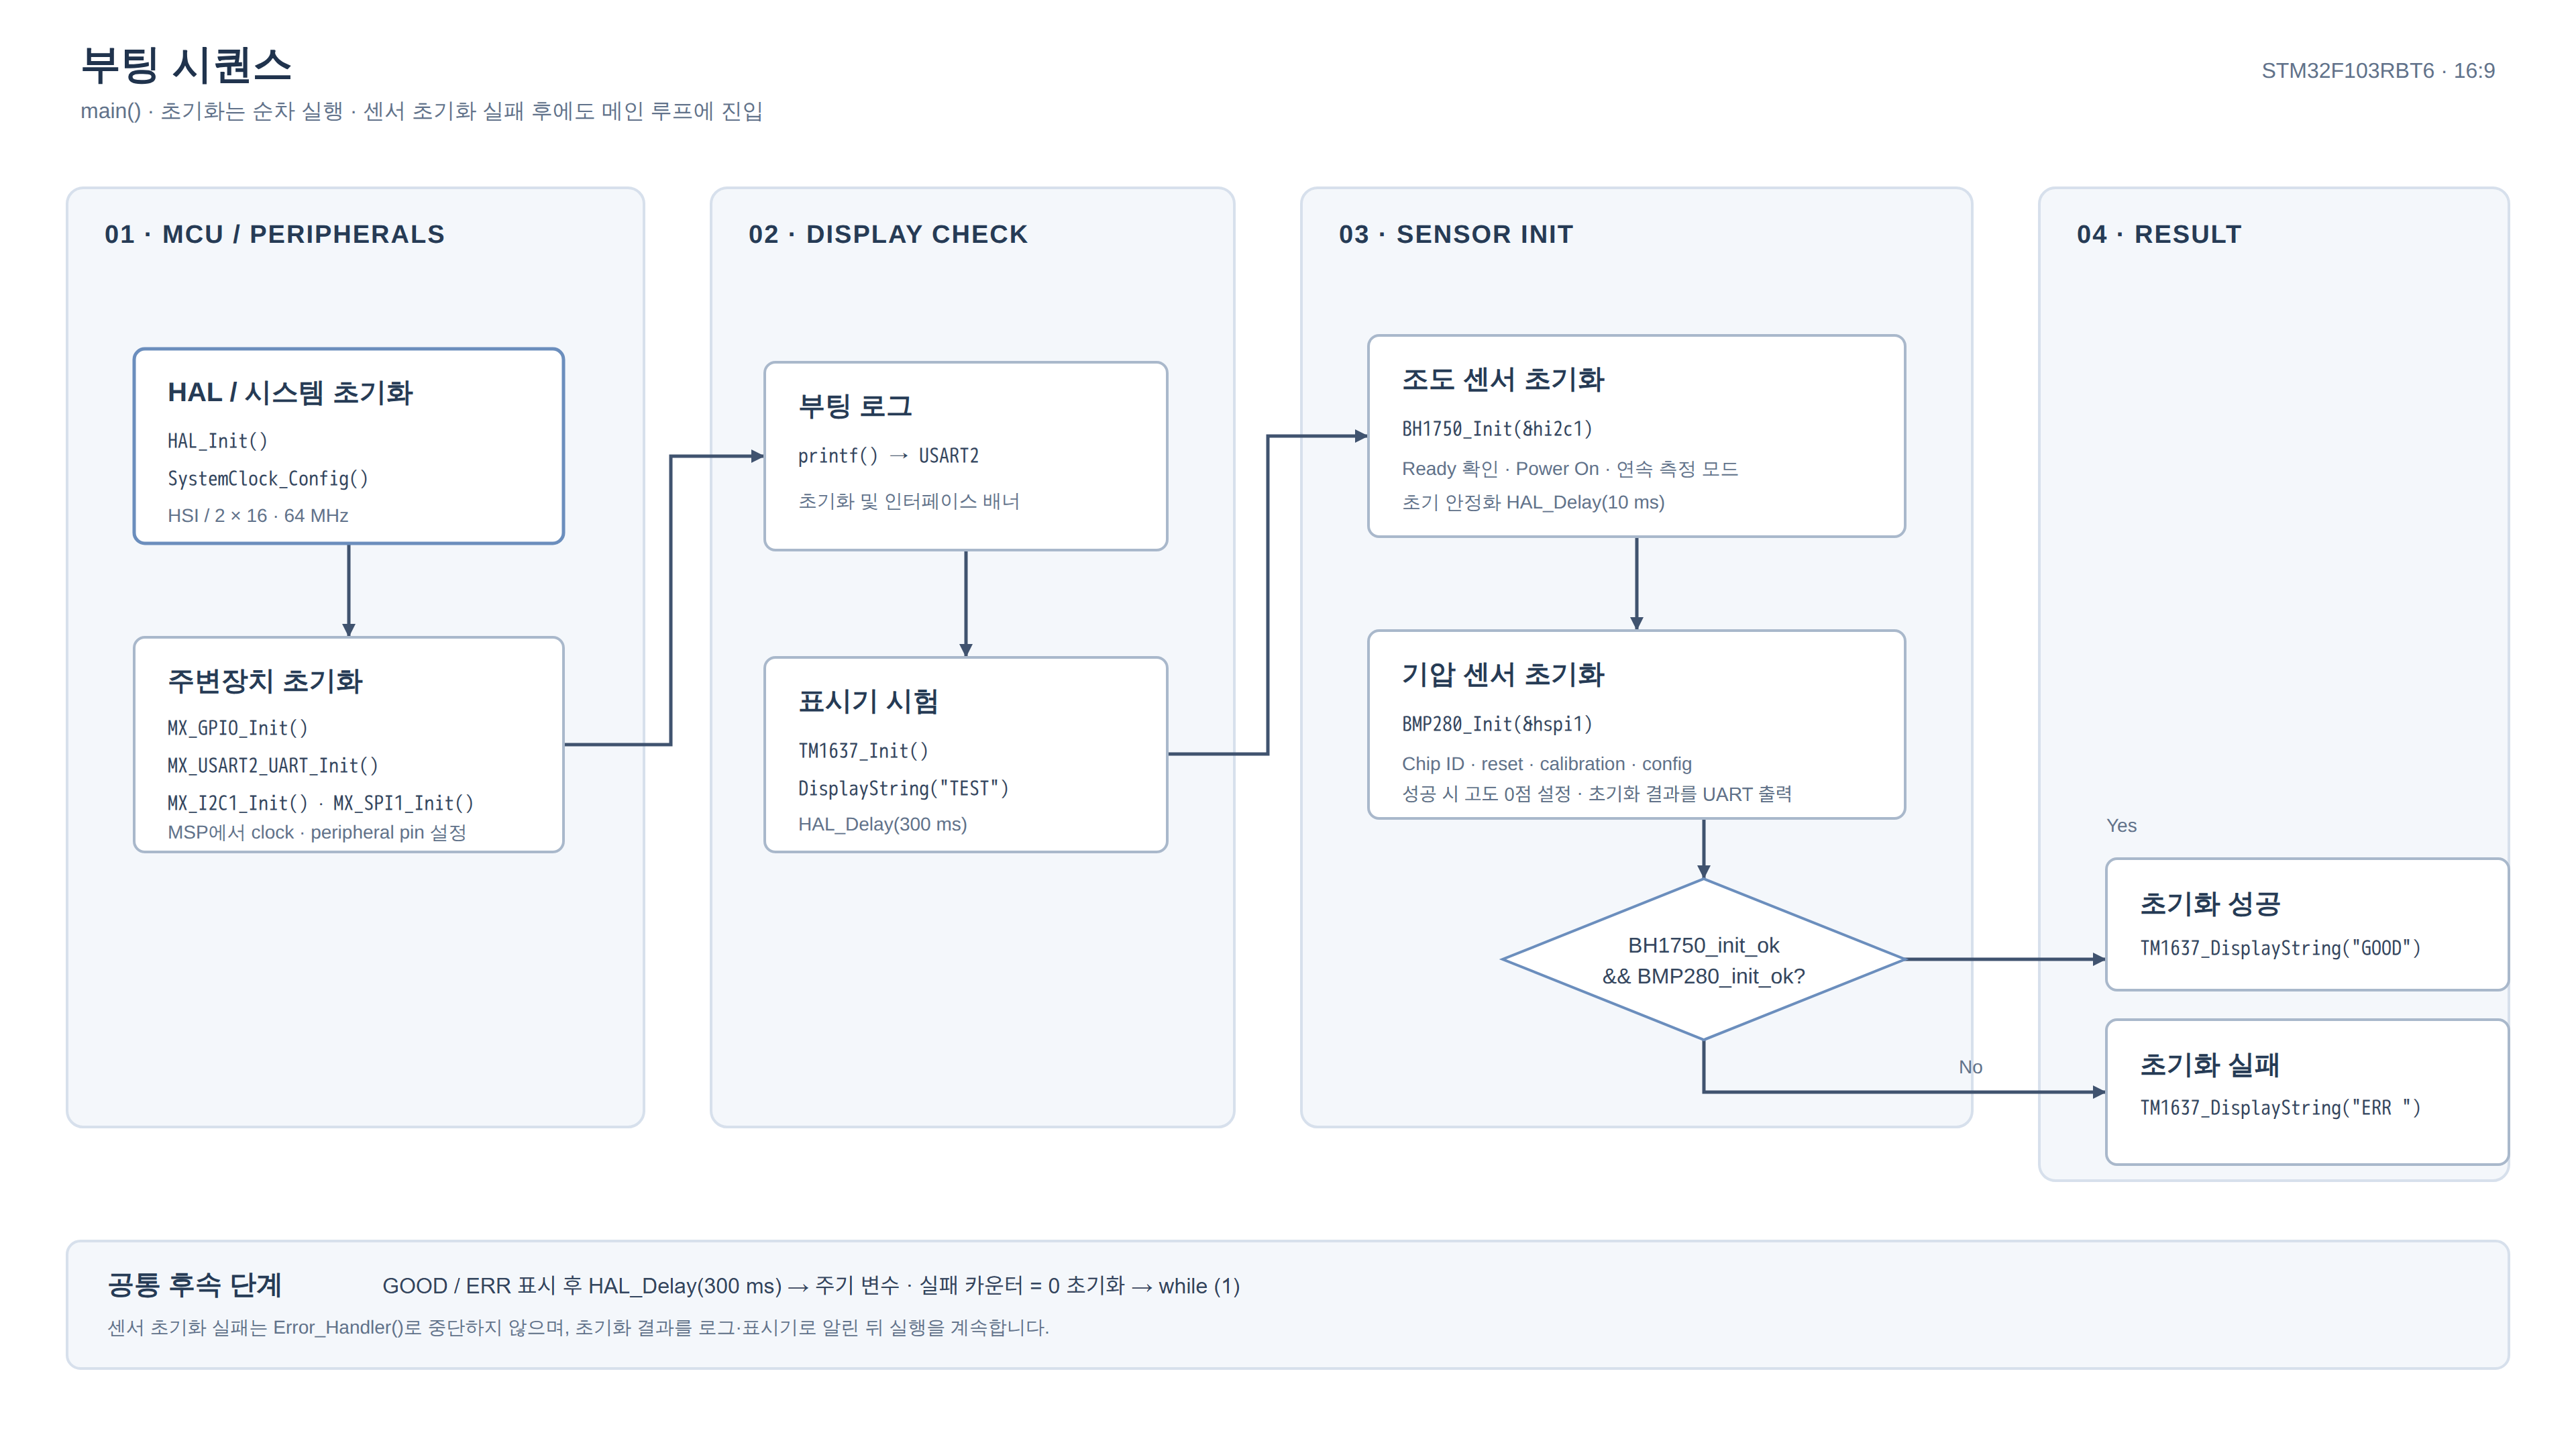 부팅 시퀀스
STM32F103RBT6 · 16:9
main() · 초기화는 순차 실행 · 센서 초기화 실패 후에도 메인 루프에 진입
01 · MCU / PERIPHERALS
HAL / 시스템 초기화
HAL_Init()
SystemClock_Config()
HSI / 2 × 16 · 64 MHz
주변장치 초기화
MX_GPIO_Init()
MX_USART2_UART_Init()
MX_I2C1_Init() · MX_SPI1_Init()
MSP에서 clock · peripheral pin 설정
02 · DISPLAY CHECK
부팅 로그
printf() → USART2
초기화 및 인터페이스 배너
표시기 시험
TM1637_Init()
DisplayString("TEST")
HAL_Delay(300 ms)
03 · SENSOR INIT
조도 센서 초기화
BH1750_Init(&hi2c1)
Ready 확인 · Power On · 연속 측정 모드
초기 안정화 HAL_Delay(10 ms)
기압 센서 초기화
BMP280_Init(&hspi1)
Chip ID · reset · calibration · config
성공 시 고도 0점 설정 · 초기화 결과를 UART 출력
BH1750_init_ok
&& BMP280_init_ok?
No
04 · RESULT
Yes
초기화 성공
TM1637_DisplayString("GOOD")
초기화 실패
TM1637_DisplayString("ERR ")
공통 후속 단계
GOOD / ERR 표시 후 HAL_Delay(300 ms) → 주기 변수 · 실패 카운터 = 0 초기화 → while (1)
센서 초기화 실패는 Error_Handler()로 중단하지 않으며, 초기화 결과를 로그·표시기로 알린 뒤 실행을 계속합니다.